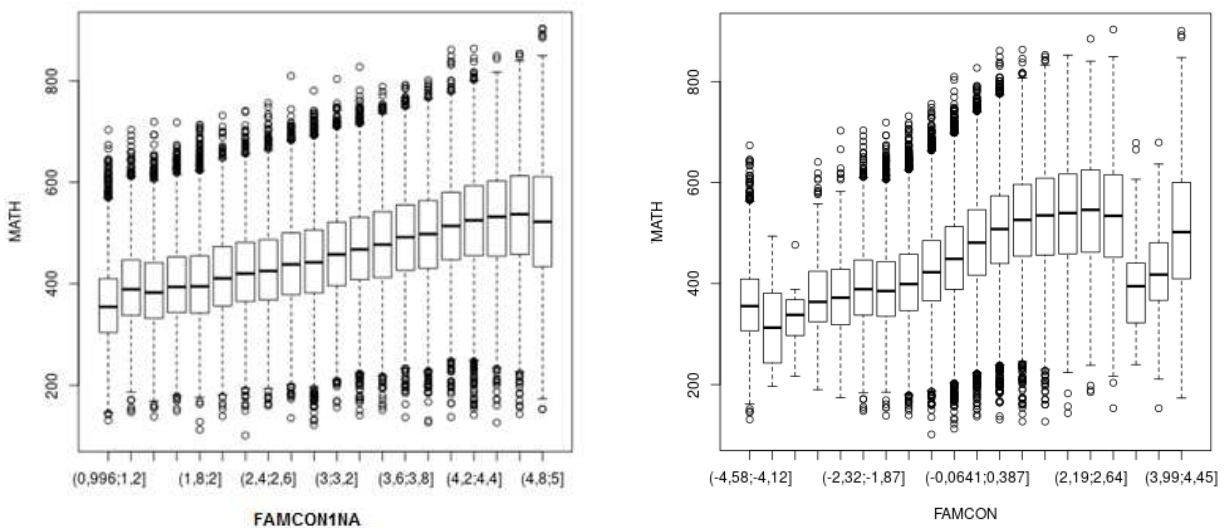 800
600
400
200
MATH
(0,996;1,2] (1,8;2] (2,4;2,6] (3;3,2] (3,6;3,8] (4,2;4,4] (4,8;5]
FAMCON1NA
800
600
400
200
MATH
(-4,58;-4,12] (-2,32;-1,87] (-0,0641;0,387] (2,19;2,64] (3,99;4,45]
FAMCON